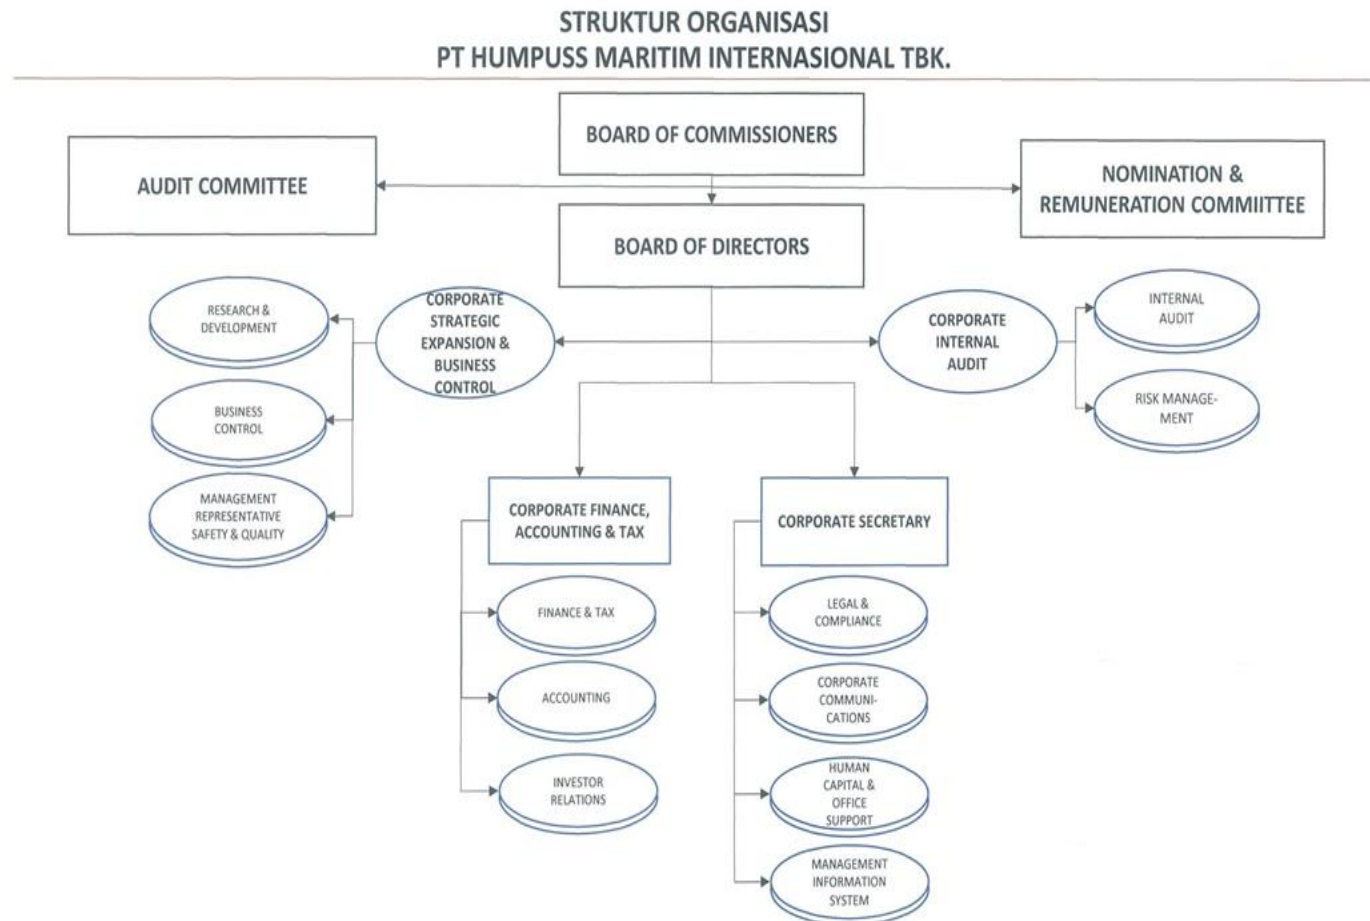 STRUKTUR ORGANISASI
PT HUMPUSS MARITIM INTERNASIONAL TBK.
BOARD OF COMMISSIONERS
AUDIT COMMITTEE
NOMINATION &
REMUNERATION COMMIITTEE
BOARD OF DIRECTORS
RESEARCH &
DEVELOPMENT
BUSINESS
CONTROL
MANAGEMENT
REPRESENTATIVE
SAFETY & QUALITY
CORPORATE
STRATEGIC
EXPANSION &
BUSINESS
CONTROL
CORPORATE
INTERNAL
AUDIT
INTERNAL
AUDIT
RISK MANAGE-
MENT
CORPORATE FINANCE,
ACCOUNTING & TAX
FINANCE & TAX
ACCOUNTING
INVESTOR
RELATIONS
CORPORATE SECRETARY
LEGAL &
COMPLIANCE
CORPORATE
COMMUNI-
CATIONS
HUMAN
CAPITAL &
OFFICE
SUPPORT
MANAGEMENT
INFORMATION
SYSTEM